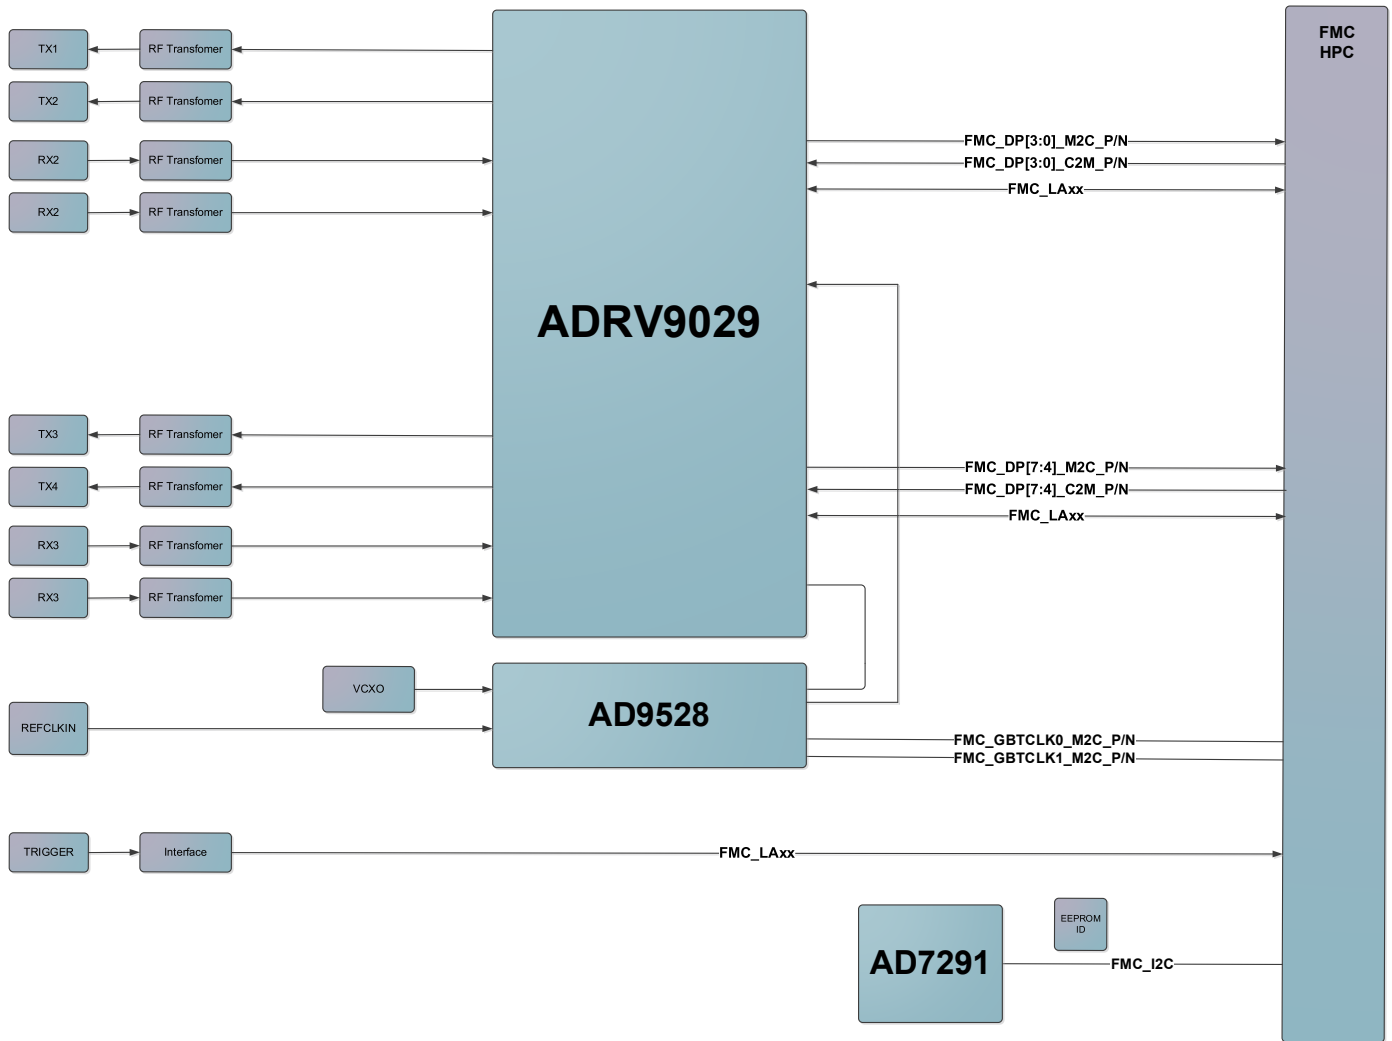 FMC
HPC
TX1
RF Transfomer
TX2
RF Transfomer
RX2
RF Transfomer
RX2
RF Transfomer
FMC_DP[3:0]_M2C_P/N
FMC_DP[3:0]_C2M_P/N
FMC_LAxx
ADRV9029
TX3
RF Transfomer
TX4
RF Transfomer
RX3
RF Transfomer
RX3
RF Transfomer
FMC_DP[7:4]_M2C_P/N
FMC_DP[7:4]_C2M_P/N
FMC_LAxx
VCXO
REFCLKIN
AD9528
FMC_GBTCLK0_M2C_P/N
FMC_GBTCLK1_M2C_P/N
TRIGGER
Interface
FMC_LAxx
AD7291
EEPROM
ID
FMC_I2C